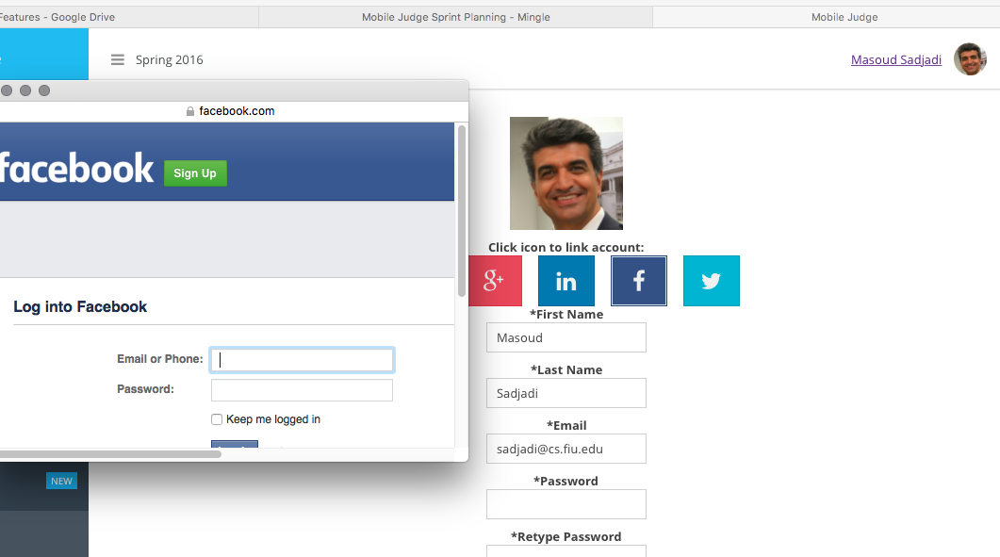 Features - Google Drive
Mobile Judge Sprint Planning - Mingle
Mobile Judge
Spring 2016
Masoud Sadjadi
facebook.com
facebook
Sign Up
Log into Facebook
Email or Phone:
Password:
Keep me logged in
NEW
Click icon to link account:
g+
in
f
*First Name
Masoud
*Last Name
Sadjadi
*Email
sadjadi@cs.fiu.edu
*Password
*Retype Password